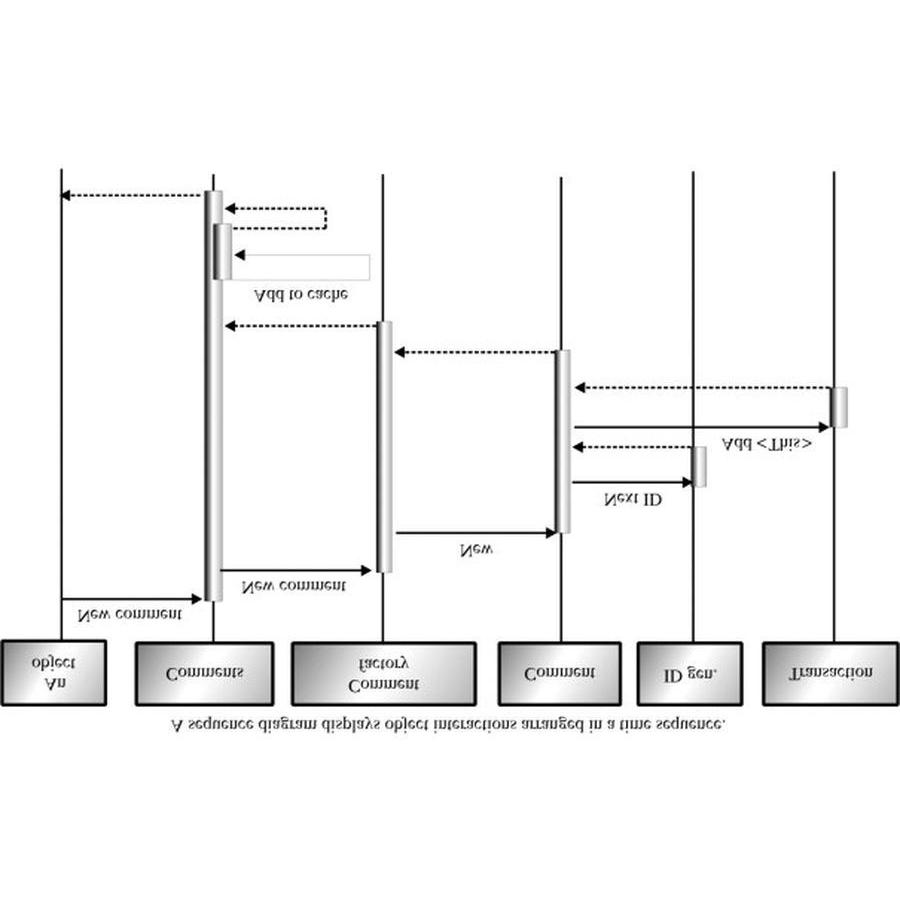 A sequence diagram displays object interactions arranged in a time sequence.
An
object
Comments
Comment
factory
Comment
ID gen.
Transaction
New comment
New comment
New
Next ID
Add <This>
Add to cache